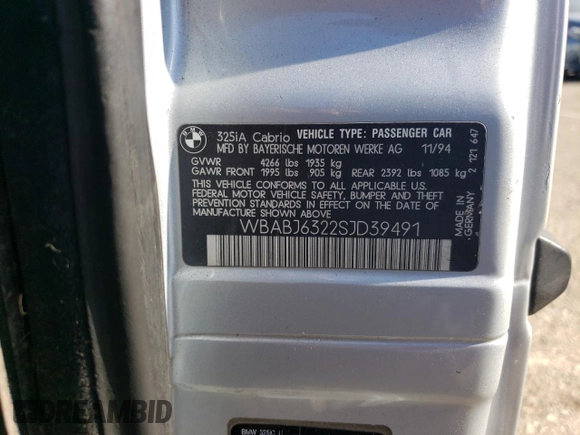 BMW
325iA Cabrio VEHICLE TYPE: PASSENGER CAR
MFD BY BAYERISCHE MOTOREN WERKE AG 11/94
GVWR 4266 lbs 1935 kg
GAWR FRONT 1995 lbs 905 kg REAR 2392 lbs 1085 kg
THIS VEHICLE CONFORMS TO ALL APPLICABLE U.S.
FEDERAL MOTOR VEHICLE SAFETY, BUMPER AND THEFT
PREVENTION STANDARDS IN EFFECT ON THE DATE OF
MANUFACTURE SHOWN ABOVE
WBABJ6322SJD39491
MADE IN
GERMANY
2 121 647
BMW 325iC
DREAMBID